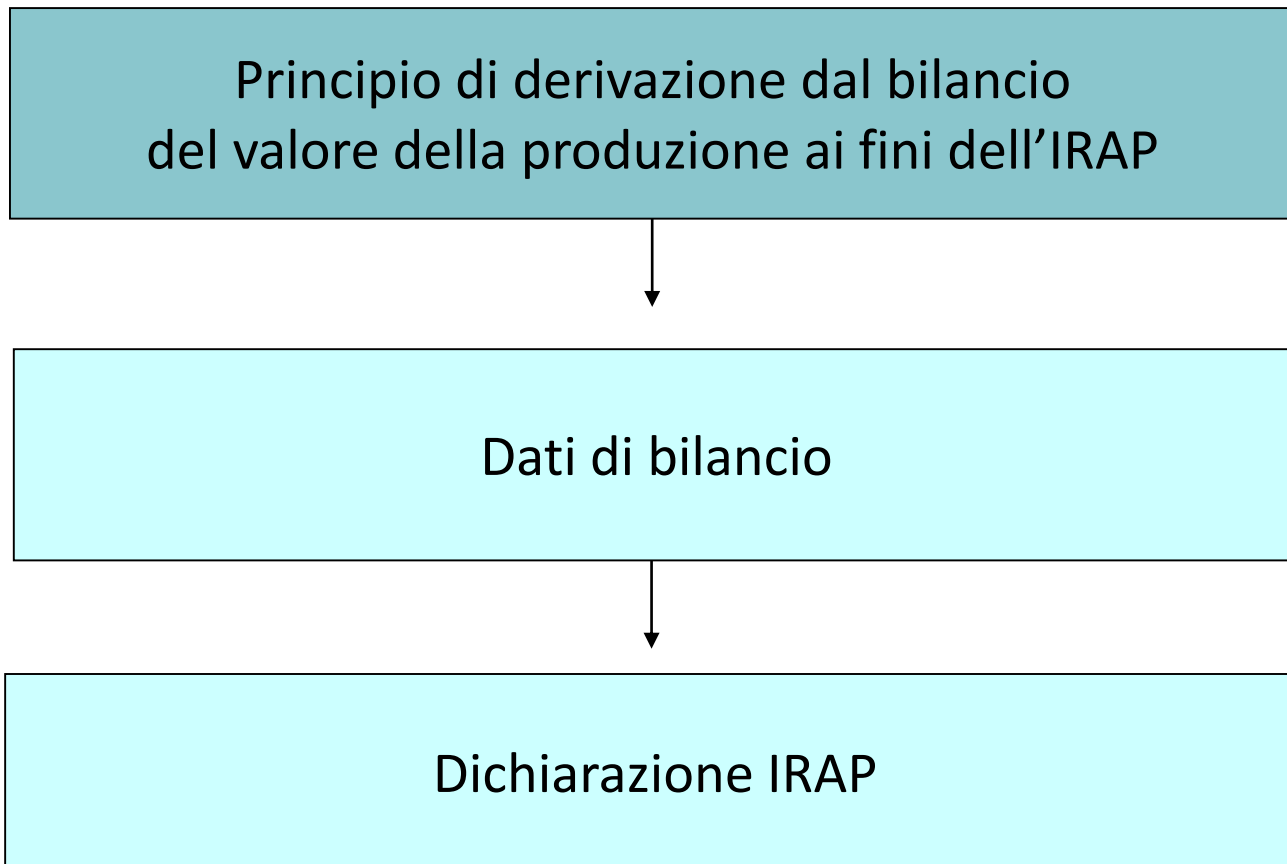 Principio di derivazione dal bilancio
del valore della produzione ai fini dell’IRAP
Dati di bilancio
Dichiarazione IRAP